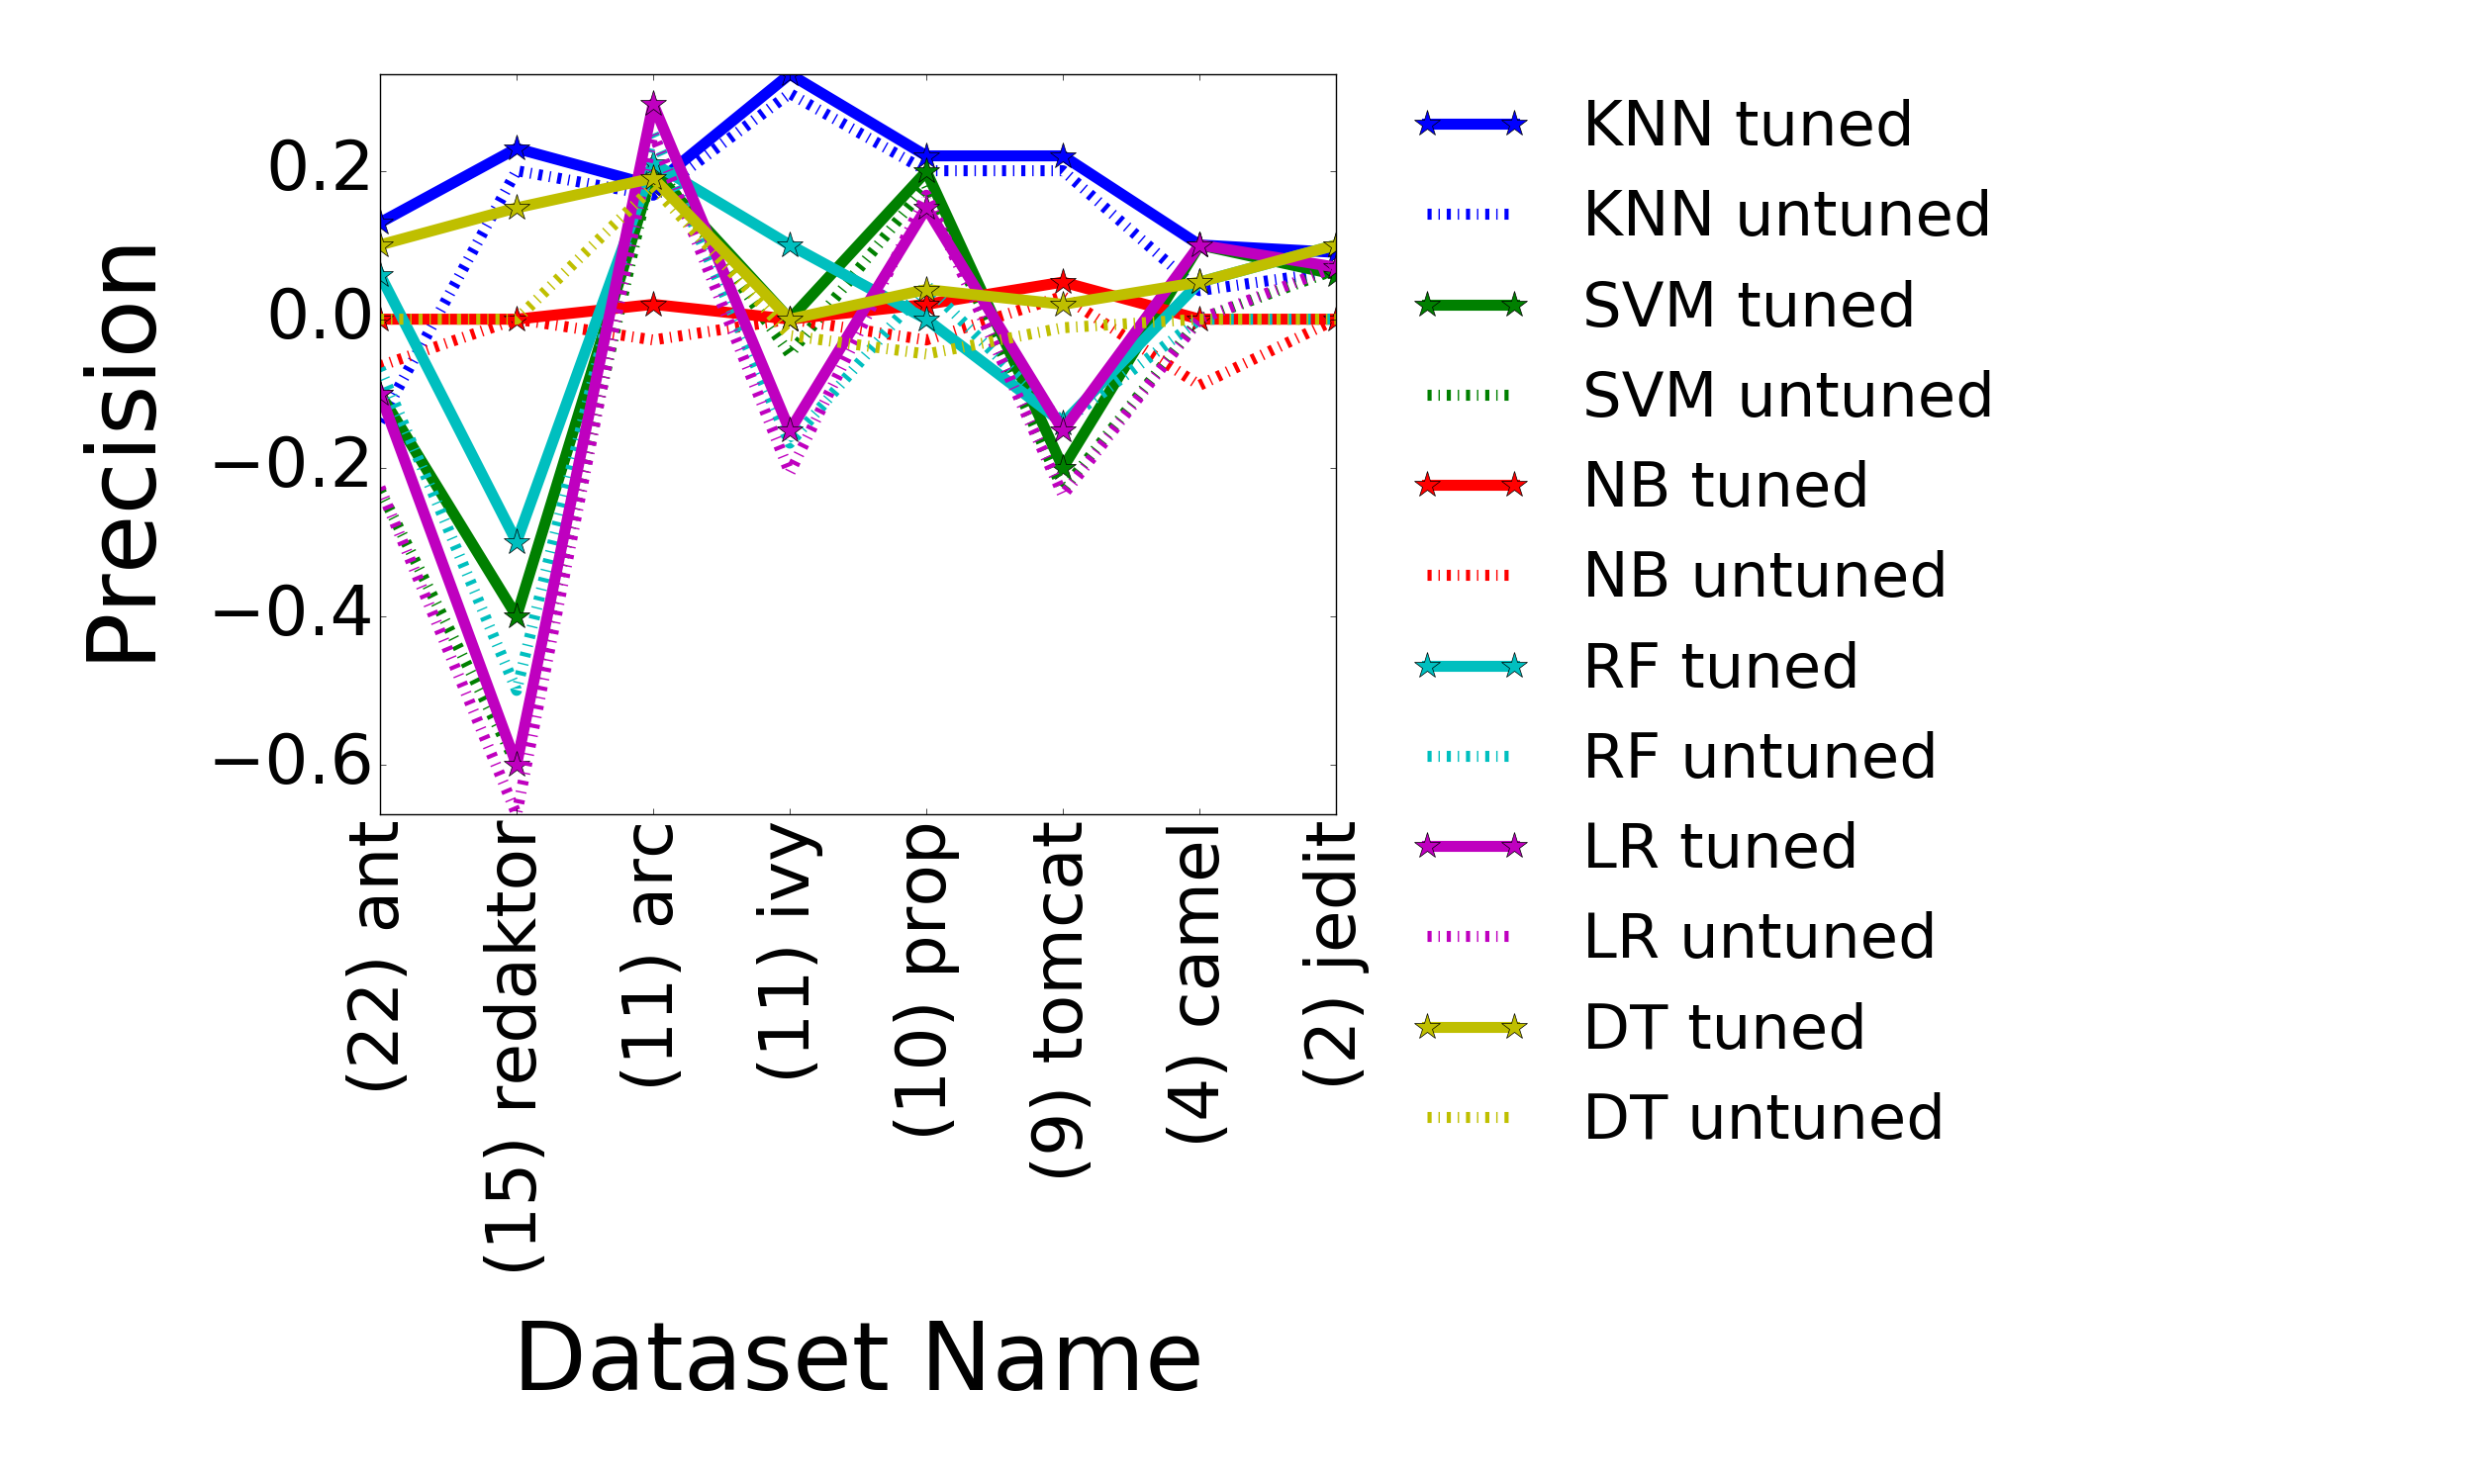 Precision
0.2
0.0
−0.2
−0.4
−0.6
(22) ant
(15) redaktor
(11) arc
(11) ivy
(10) prop
(9) tomcat
(4) camel
(2) jedit
Dataset Name
KNN tuned
KNN untuned
SVM tuned
SVM untuned
NB tuned
NB untuned
RF tuned
RF untuned
LR tuned
LR untuned
DT tuned
DT untuned